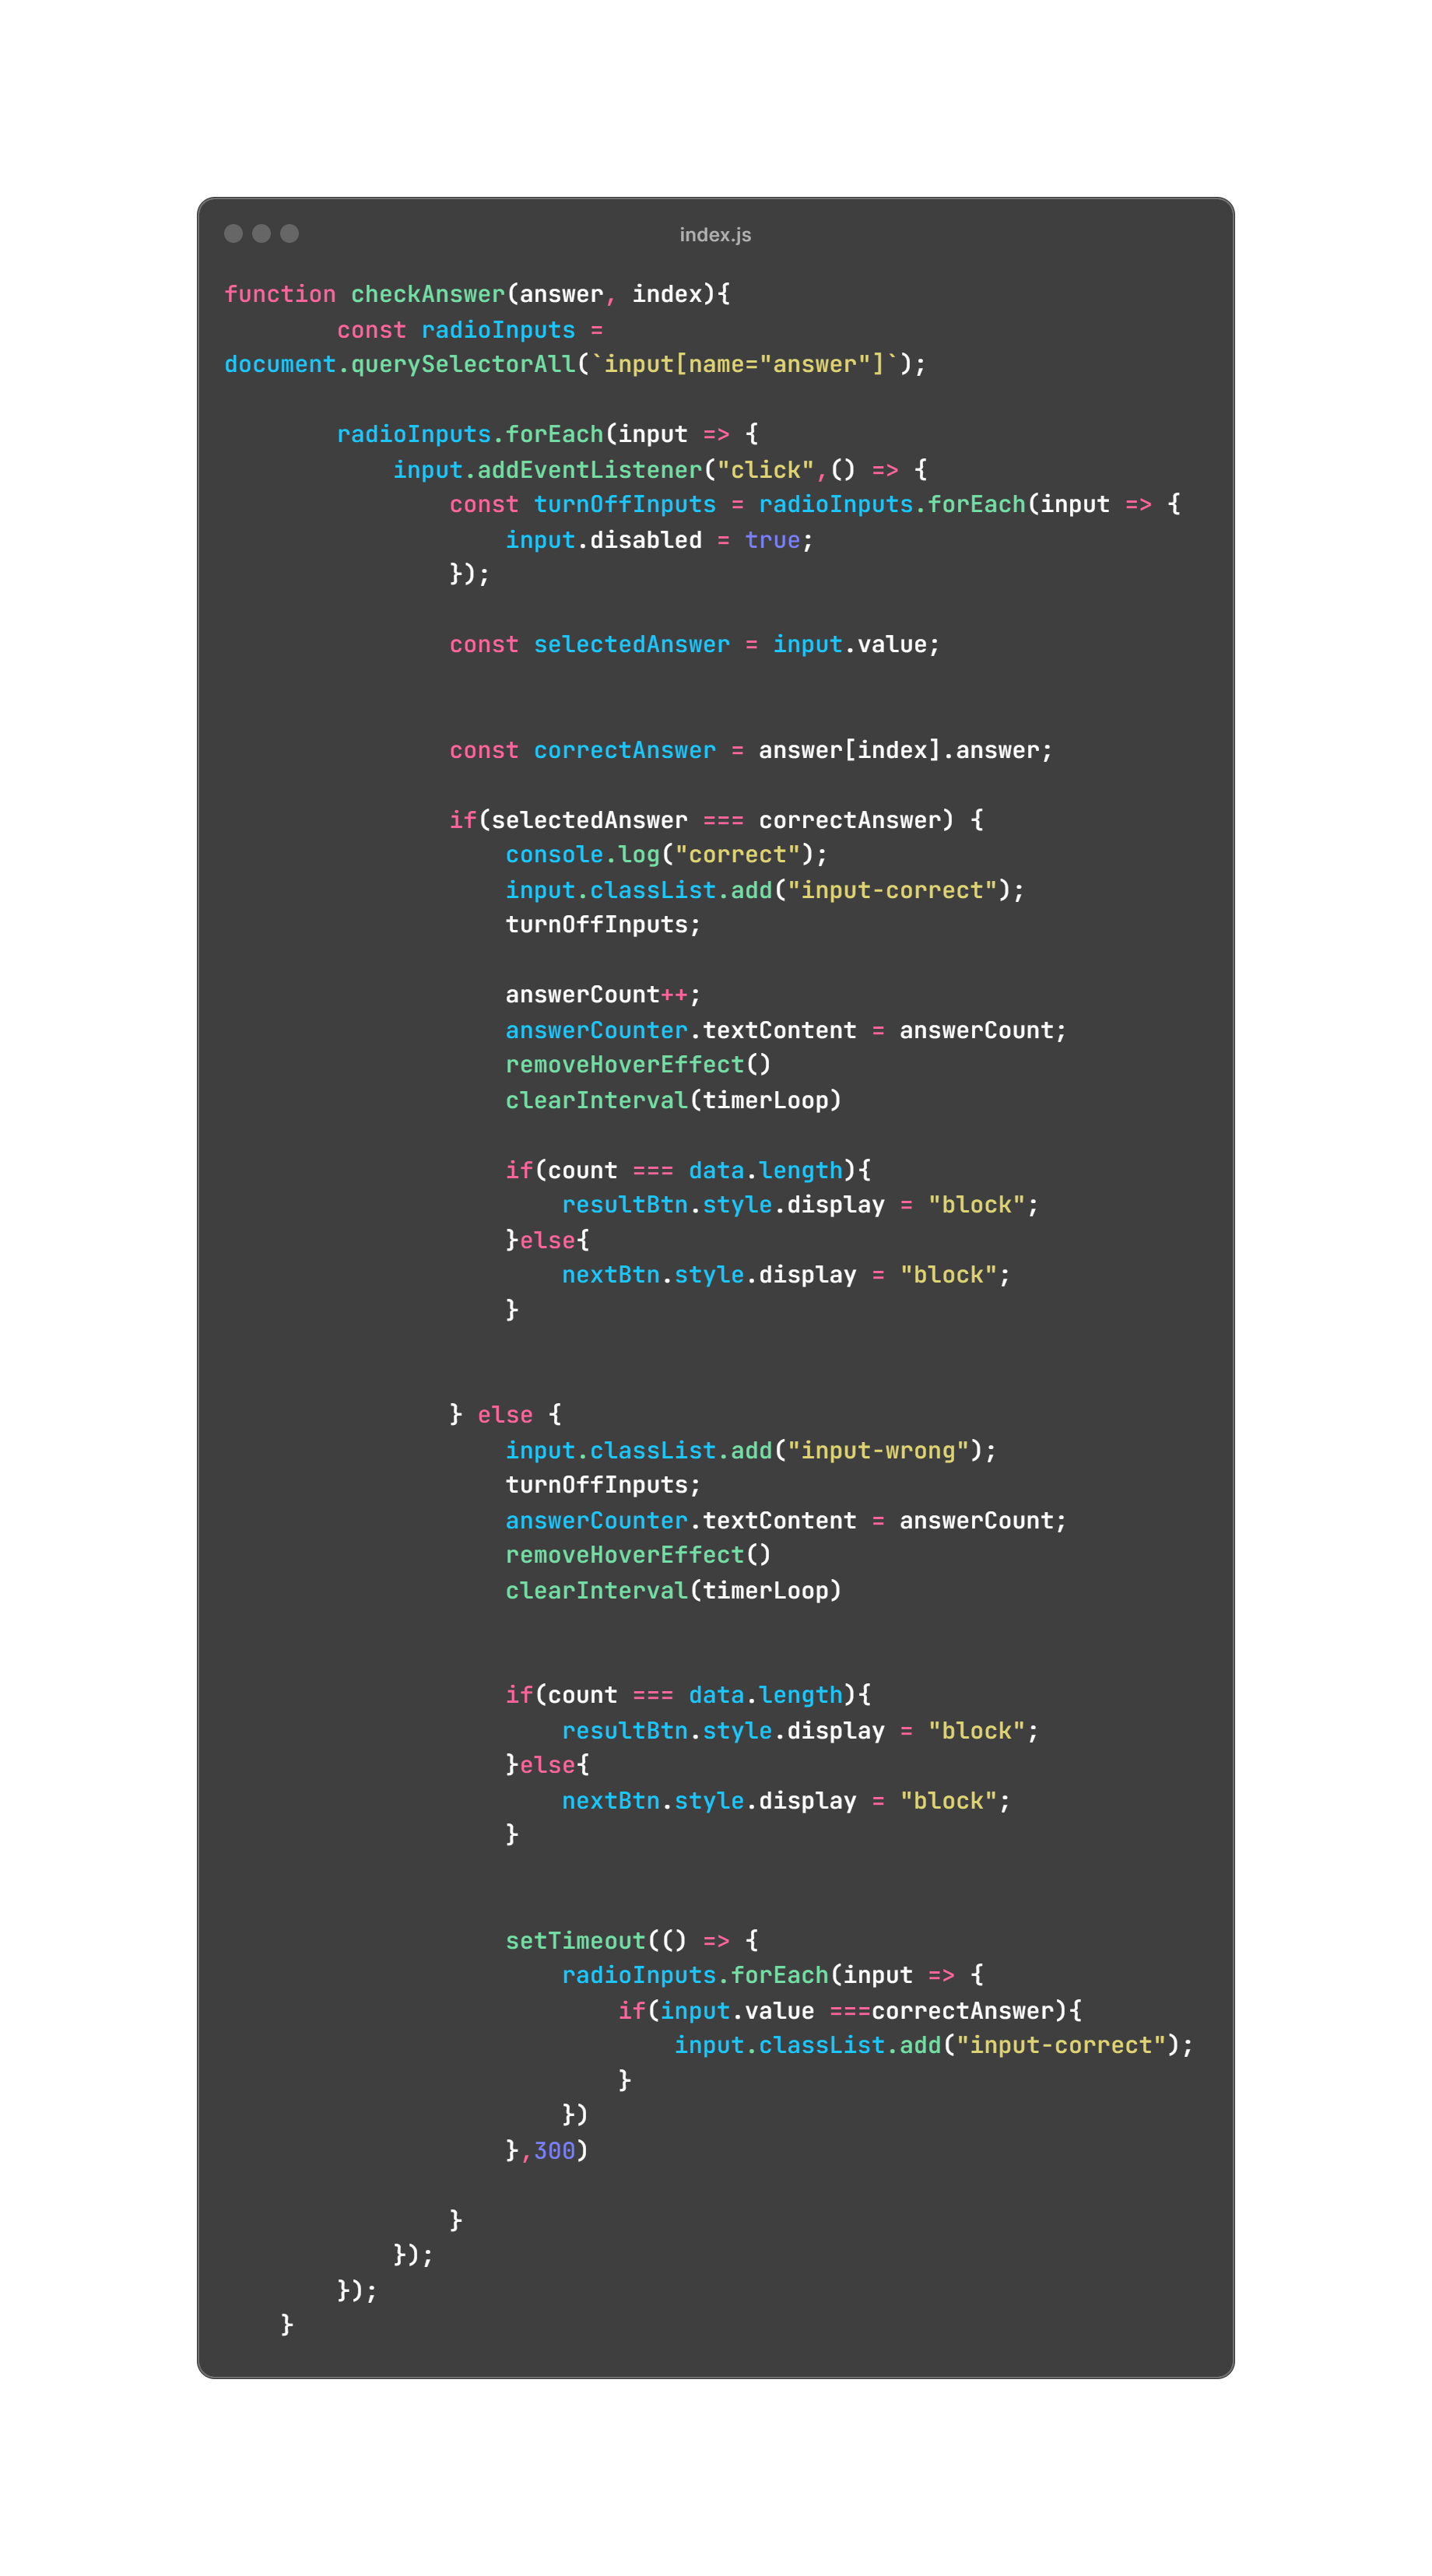 index.js
function checkAnswer(answer, index){
        const radioInputs =
document.querySelectorAll(`input[name="answer"]`);
        radioInputs.forEach(input => {
            input.addEventListener("click",() => {
                const turnOffInputs = radioInputs.forEach(input => {
                    input.disabled = true;
                });
                const selectedAnswer = input.value;
                const correctAnswer = answer[index].answer;
                if(selectedAnswer === correctAnswer) {
                    console.log("correct");
                    input.classList.add("input-correct");
                    turnOffInputs;
                    answerCount++;
                    answerCounter.textContent = answerCount;
                    removeHoverEffect()
                    clearInterval(timerLoop)
                    if(count === data.length){
                        resultBtn.style.display = "block";
                    }else{
                        nextBtn.style.display = "block";
                    }
                } else {
                    input.classList.add("input-wrong");
                    turnOffInputs;
                    answerCounter.textContent = answerCount;
                    removeHoverEffect()
                    clearInterval(timerLoop)
                    if(count === data.length){
                        resultBtn.style.display = "block";
                    }else{
                        nextBtn.style.display = "block";
                    }
                    setTimeout(() => {
                        radioInputs.forEach(input => {
                            if(input.value ===correctAnswer){
                                input.classList.add("input-correct");
                            }
                        })
                    },300)
                }
            });
        });
    }